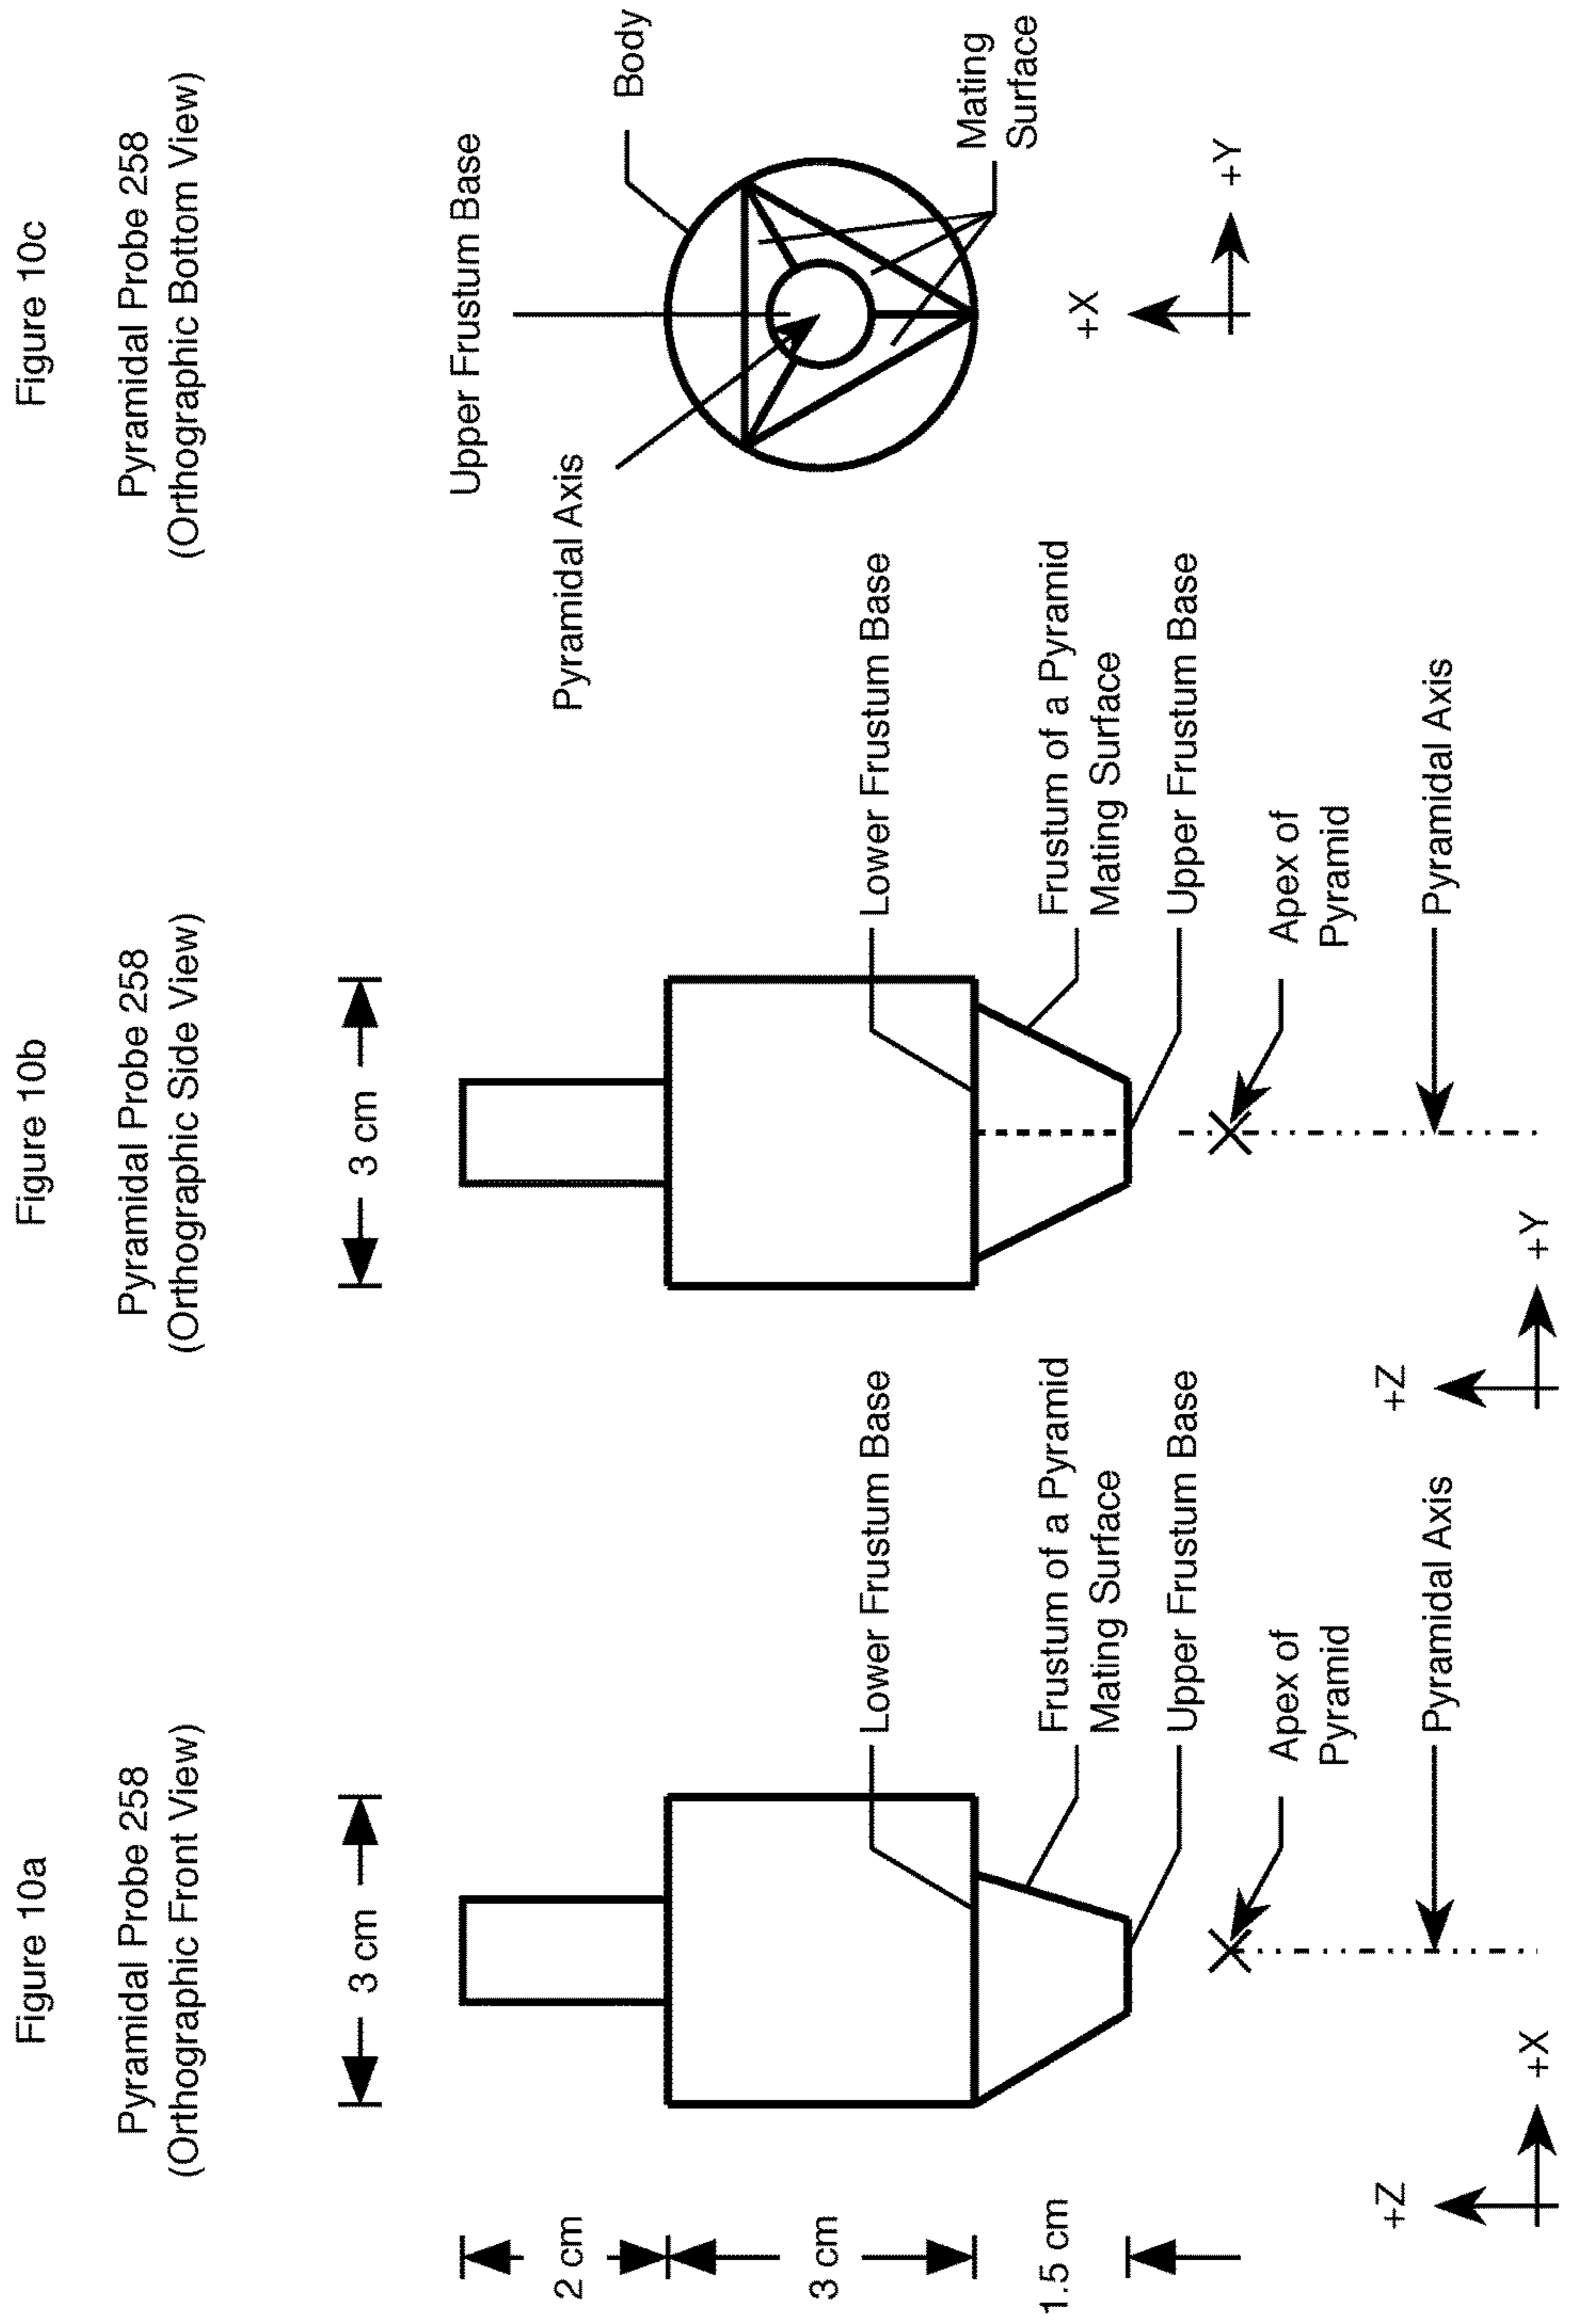 Figure 10a
Pyramidal Probe 258
(Orthographic Front View)
3 cm
2 cm
3 cm
1.5 cm
Lower Frustum Base
Frustum of a Pyramid
Mating Surface
Upper Frustum Base
Apex of
Pyramid
Pyramidal Axis
+Z
+X
Figure 10b
Pyramidal Probe 258
(Orthographic Side View)
3 cm
Lower Frustum Base
Frustum of a Pyramid
Mating Surface
Upper Frustum Base
Apex of
Pyramid
Pyramidal Axis
+Z
+Y
Figure 10c
Pyramidal Probe 258
(Orthographic Bottom View)
Upper Frustum Base
Pyramidal Axis
Body
Mating
Surface
+X
+Y